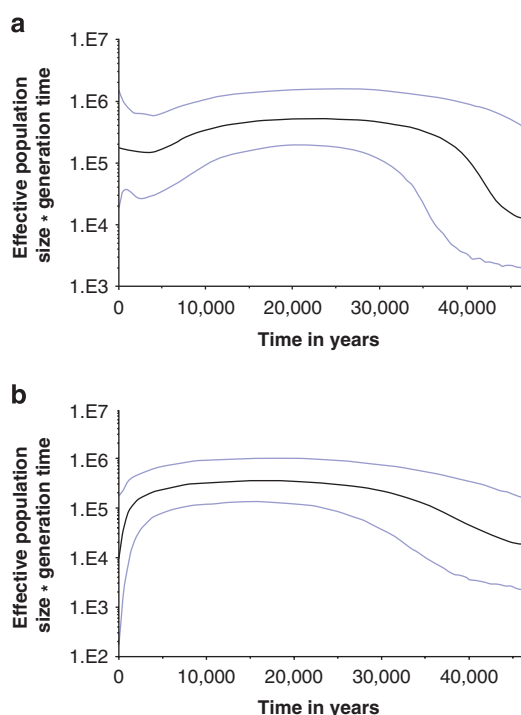 a
1.E7
1.E6
1.E5
1.E4
1.E3
Effective population
size * generation time
0 10,000 20,000 30,000 40,000
Time in years
b
1.E7
1.E6
1.E5
1.E4
1.E3
1.E2
Effective population
size * generation time
0 10,000 20,000 30,000 40,000
Time in years